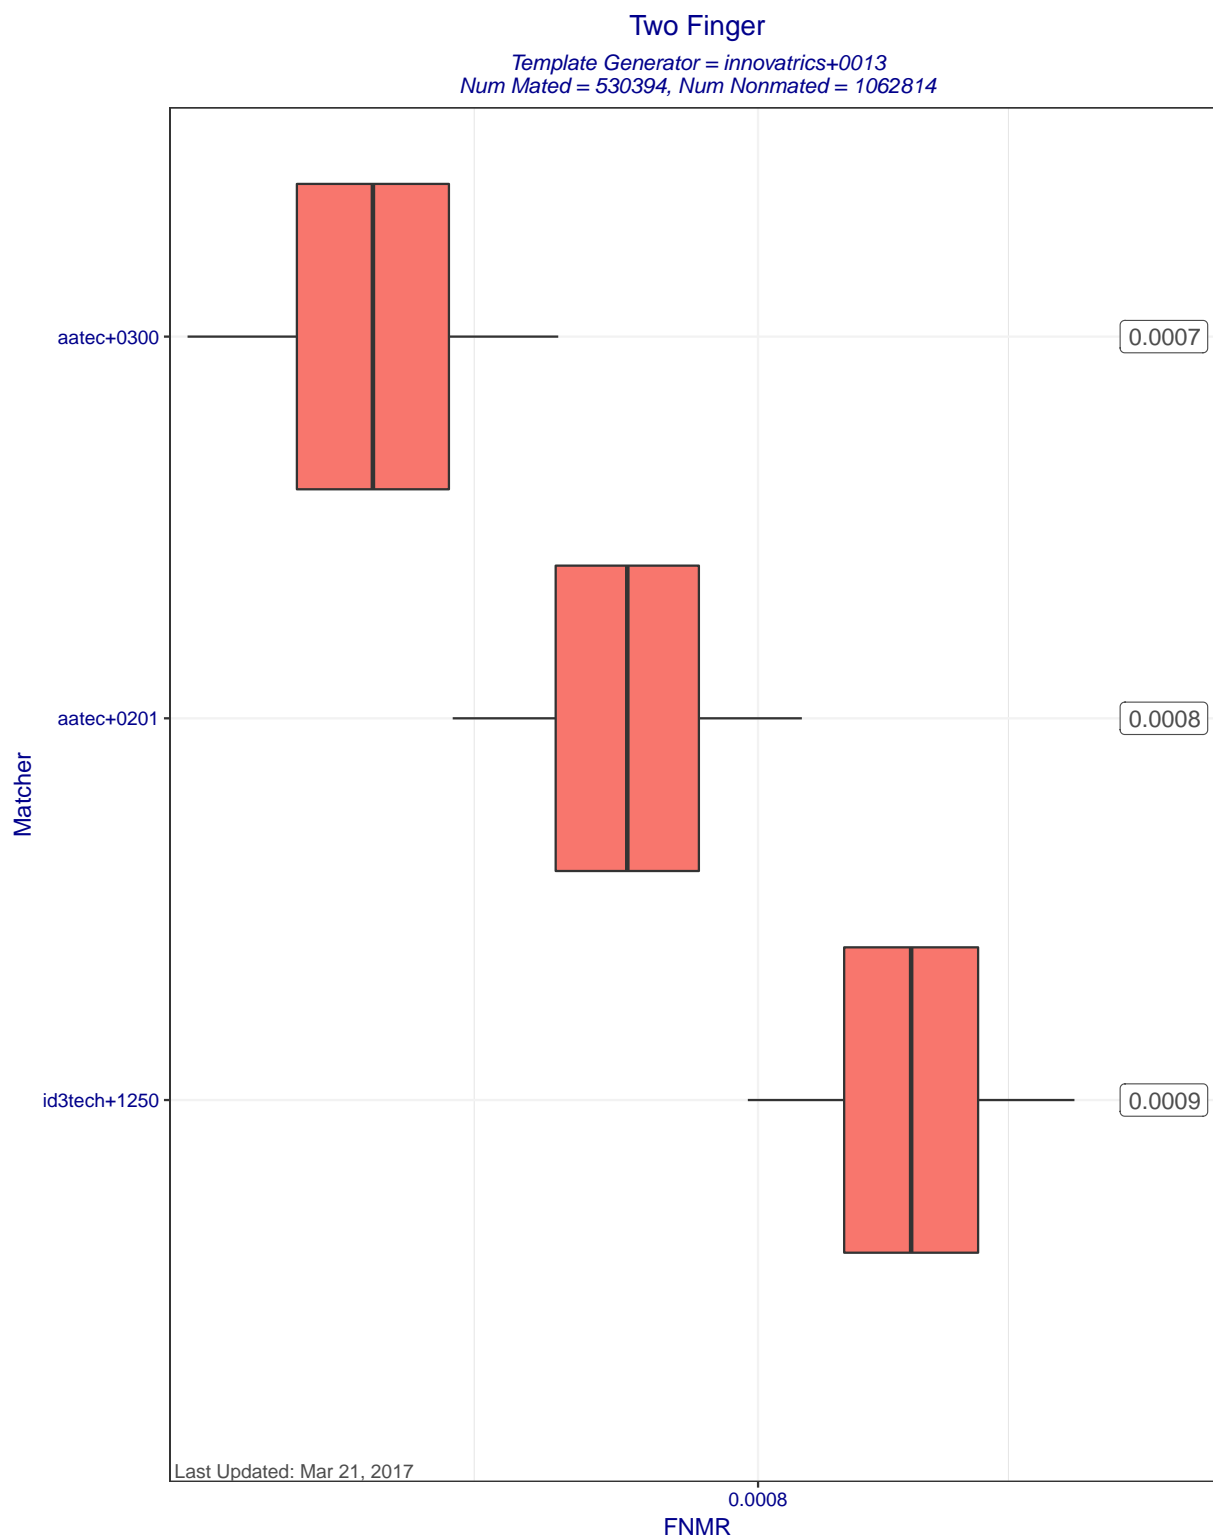 Two Finger
Template Generator = innovatrics+0013
Num Mated = 530394, Num Nonmated = 1062814
aatec+0300
0.0007
aatec+0201
0.0008
Matcher
id3tech+1250
0.0009
Last Updated: Mar 21, 2017
0.0008
FNMR